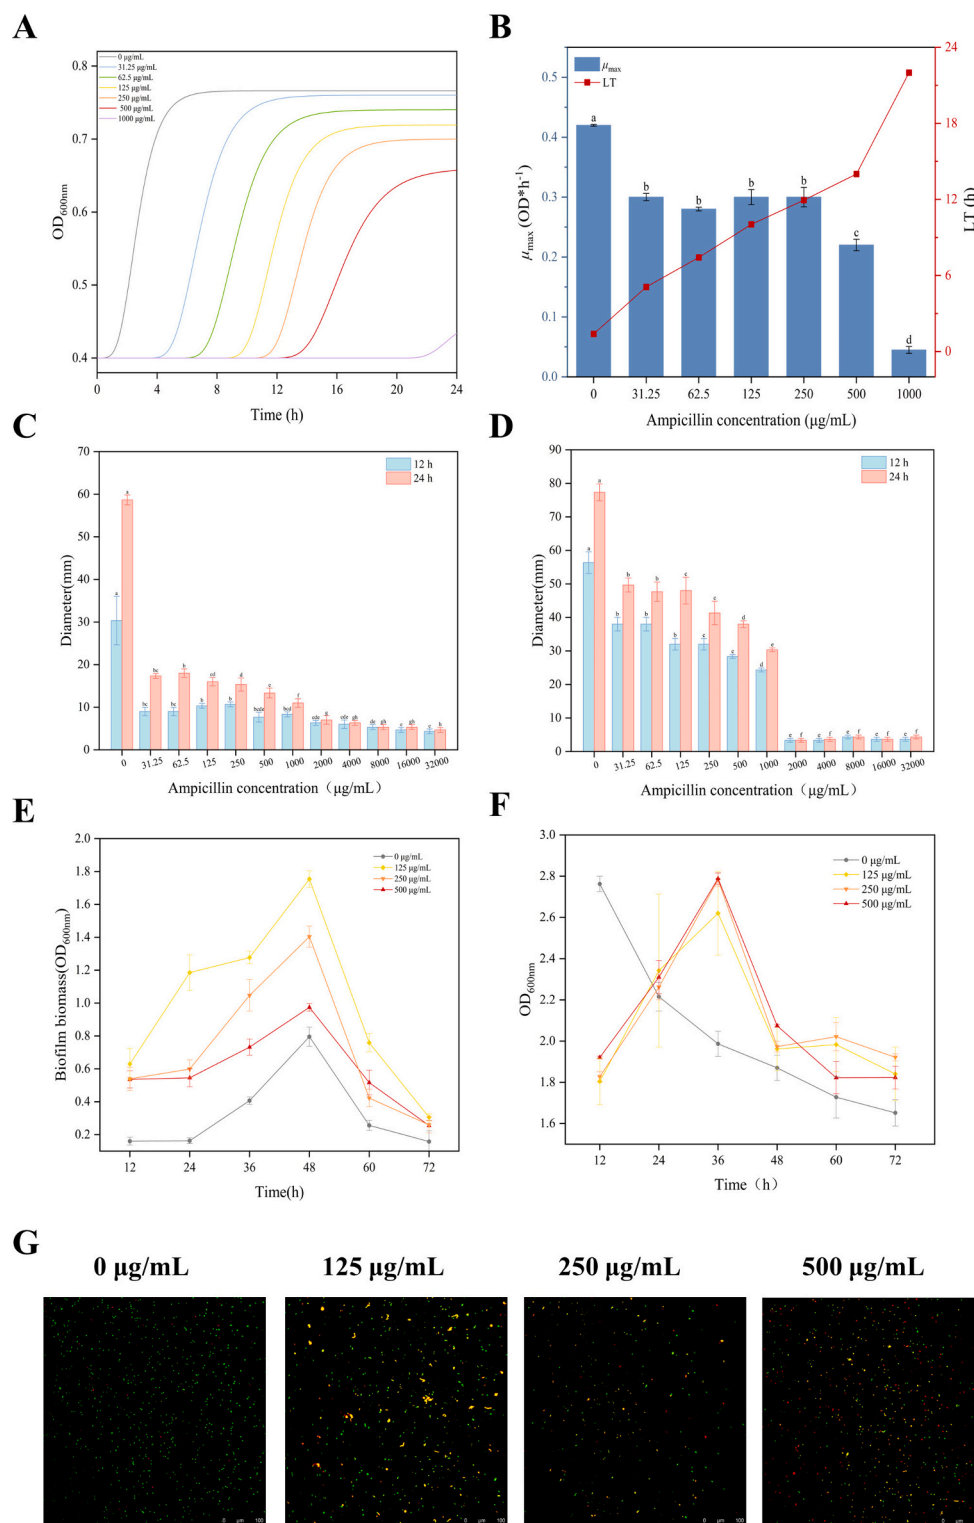 A
0.8
0.7
0.6
0.5
0.4
OD600nm
0 μg/mL
31.25 μg/mL
62.5 μg/mL
125 μg/mL
250 μg/mL
500 μg/mL
1000 μg/mL
0 4 8 12 16 20 24
Time (h)
B
0.5
0.4
0.3
0.2
0.1
0.0
μmax (OD*h-1)
μmax
LT
a
b
b
b
b
c
d
24
18
12
6
0
LT (h)
0 31.25 62.5 125 250 500 1000
Ampicillin concentration (μg/mL)
C
70
60
50
40
30
20
10
0
Diameter(mm)
12 h
24 h
0 31.25 62.5 125 250 500 1000 2000 4000 8000 16000 32000
Ampicillin concentration（μg/mL）
D
90
80
70
60
50
40
30
20
10
0
Diameter(mm)
12 h
24 h
0 31.25 62.5 125 250 500 1000 2000 4000 8000 16000 32000
Ampicillin concentration（μg/mL）
E
2.0
1.8
1.6
1.4
1.2
1.0
0.8
0.6
0.4
0.2
Biofilm biomass(OD600nm)
0 μg/mL
125 μg/mL
250 μg/mL
500 μg/mL
12 24 36 48 60 72
Time(h)
F
3.0
2.8
2.6
2.4
2.2
2.0
1.8
1.6
OD600nm
0 μg/mL
125 μg/mL
250 μg/mL
500 μg/mL
12 24 36 48 60 72
Time（h）
G
0 μg/mL 125 μg/mL 250 μg/mL 500 μg/mL
0 μm 100
0 μm 100
0 μm 100
0 μm 100